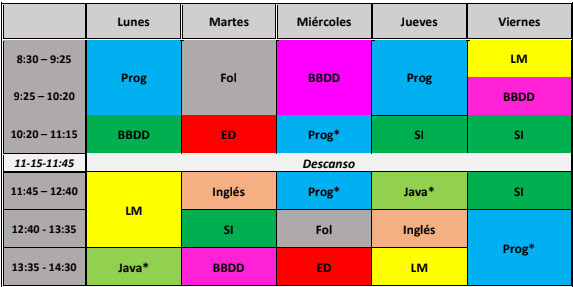 Lunes Martes Miércoles Jueves Viernes
8:30 – 9:25 Prog Fol BBDD Prog LM
9:25 – 10:20 BBDD
10:20 – 11:15 BBDD ED Prog* SI SI
11-15-11:45 Descanso
11:45 – 12:40 LM Inglés Prog* Java* SI
12:40 - 13:35 SI Fol Inglés Prog*
13:35 - 14:30 Java* BBDD ED LM